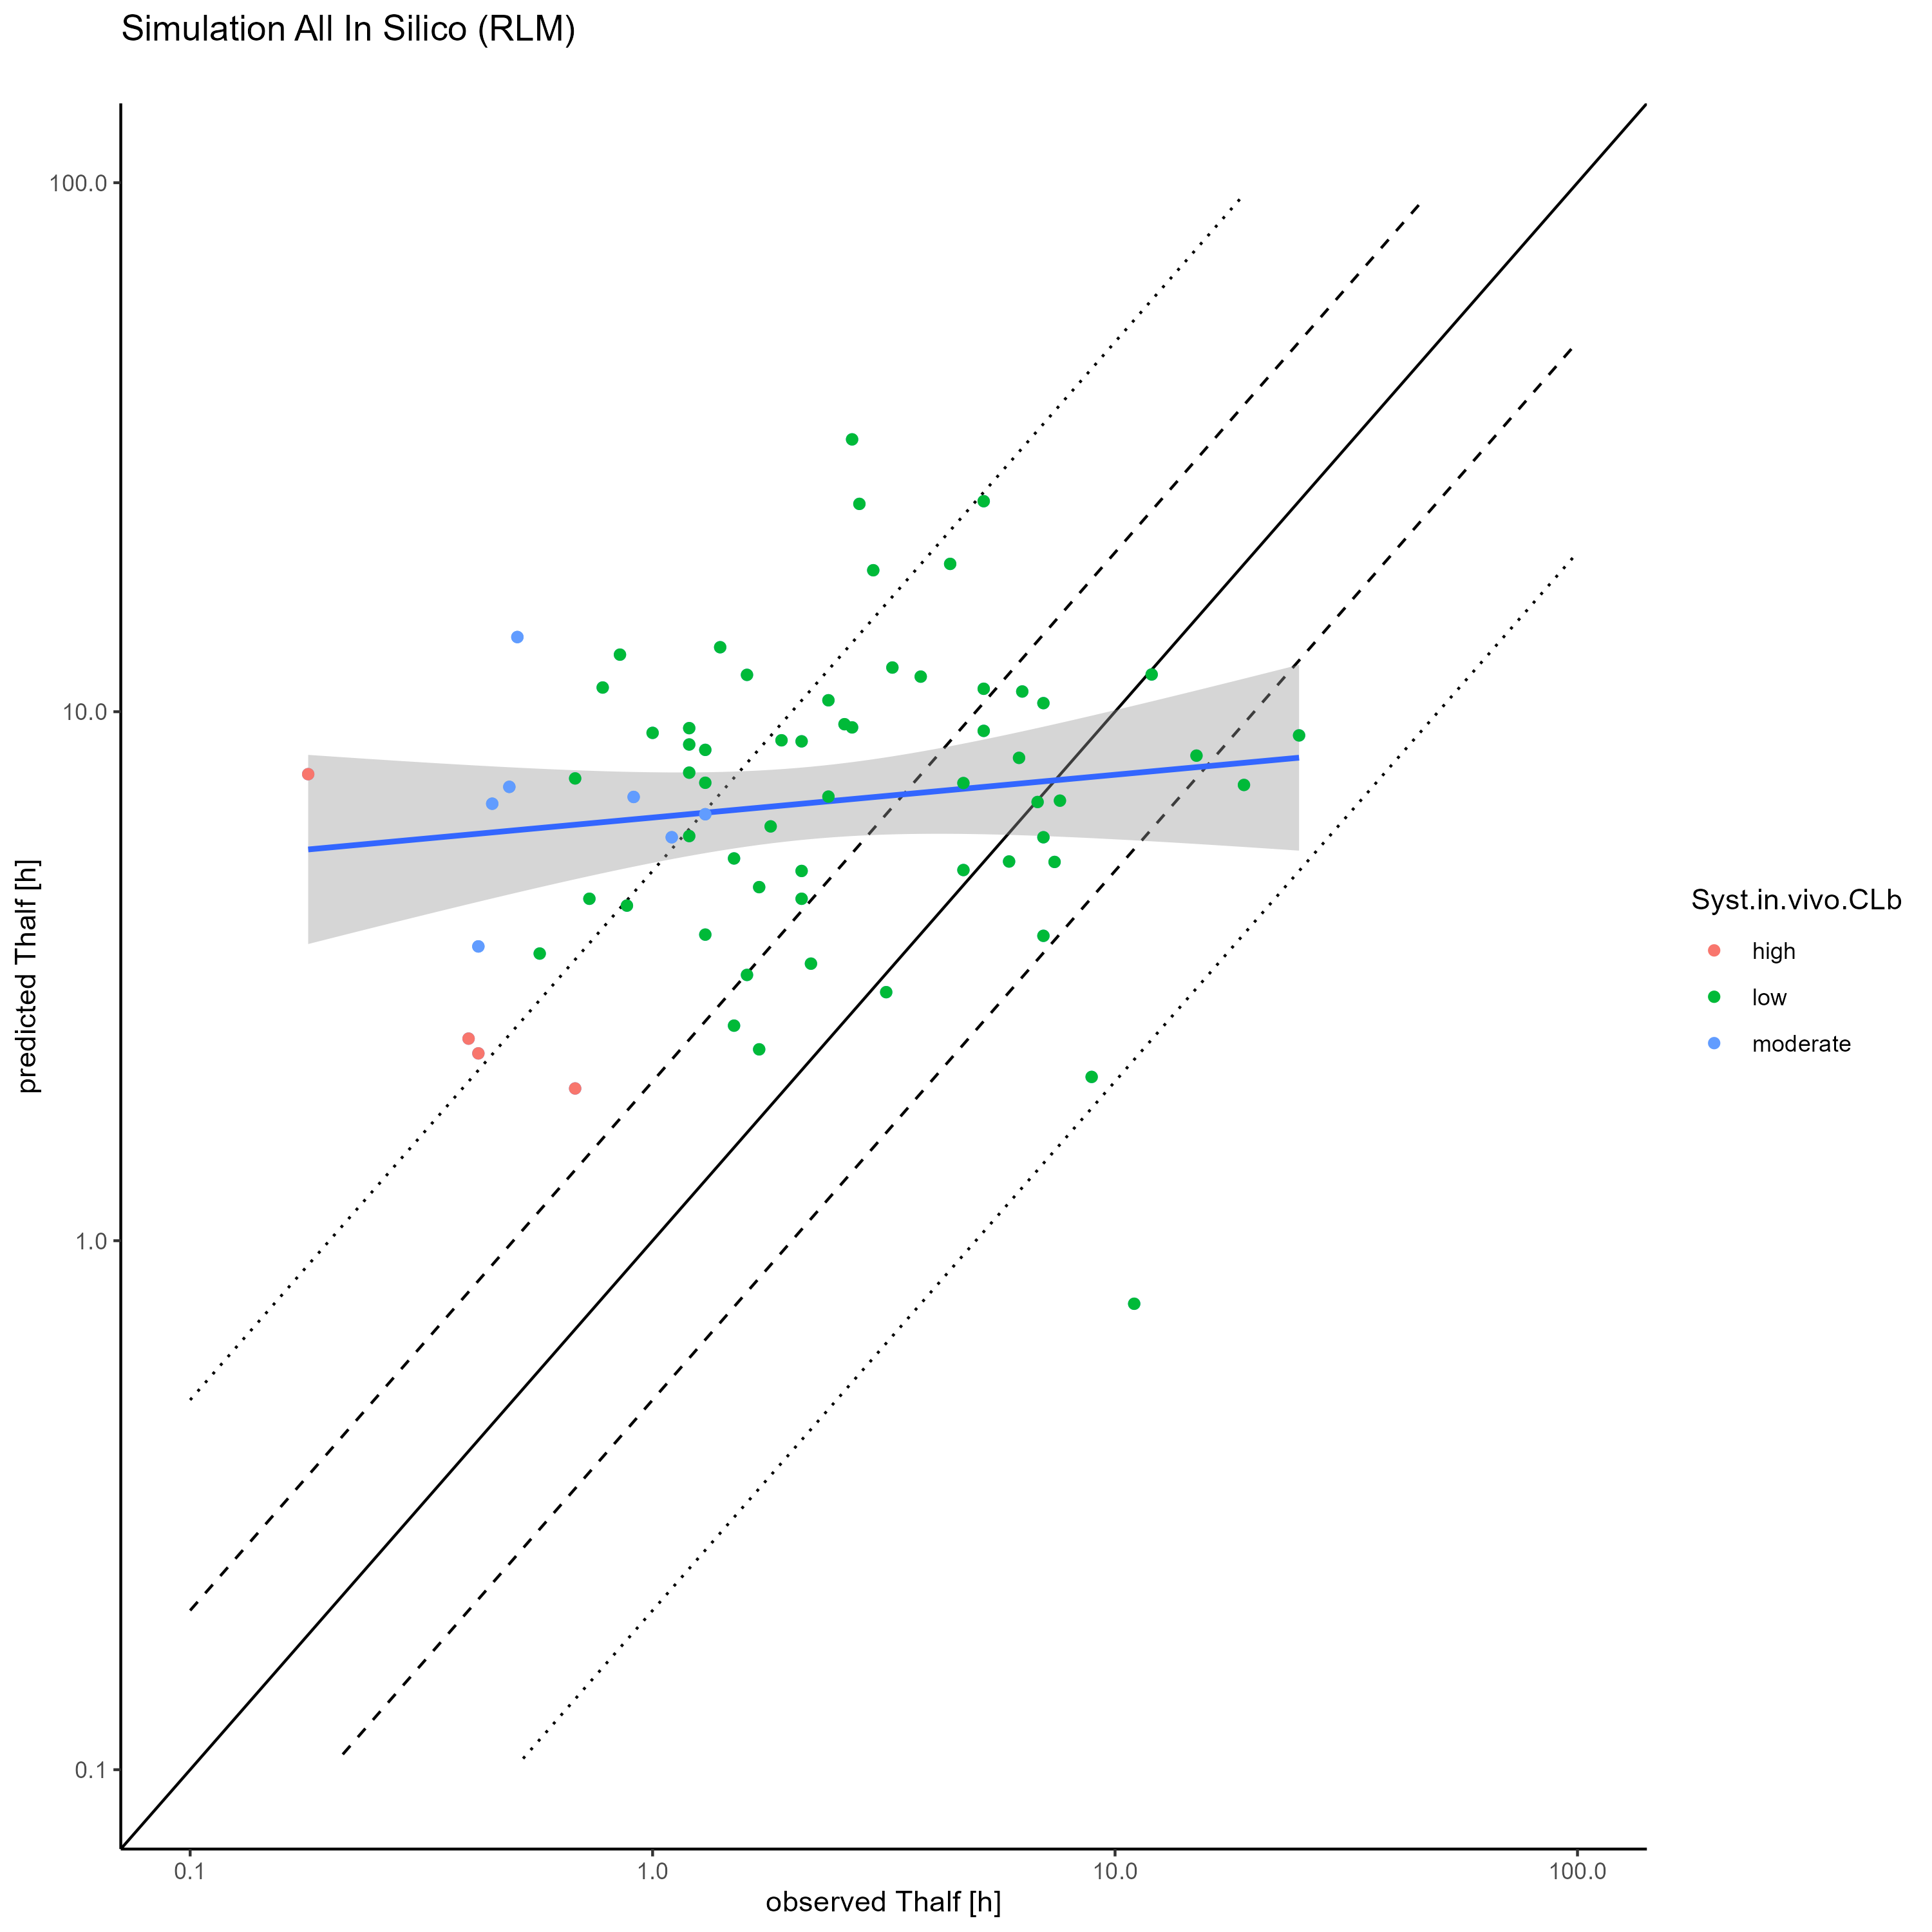 Simulation All In Silico (RLM)
100.0
10.0
1.0
0.1
predicted Thalf [h]
0.1
1.0
10.0
100.0
observed Thalf [h]
Syst.in.vivo.CLb
high
low
moderate